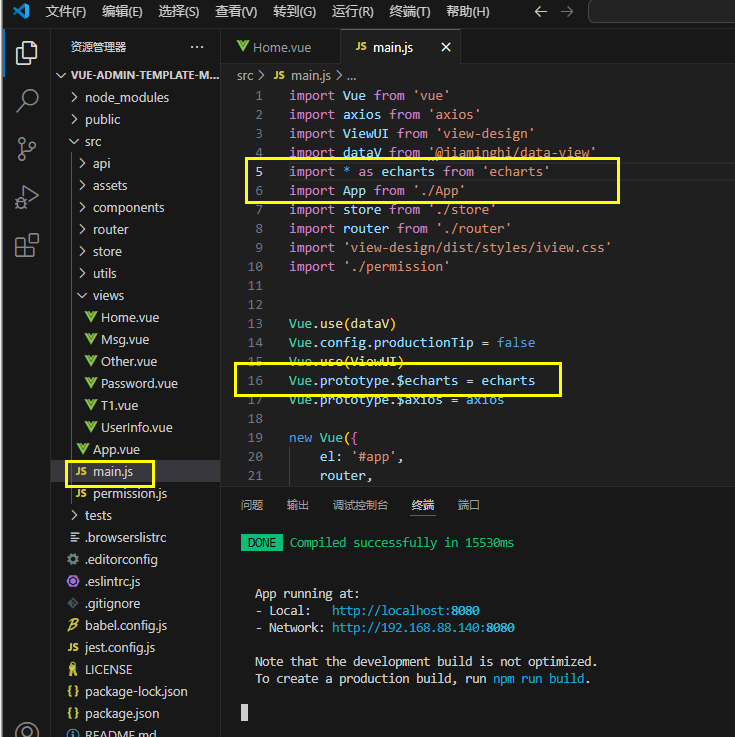 文件(F) 编辑(E) 选择(S) 查看(V) 转到(G) 运行(R) 终端(T) 帮助(H)
资源管理器
VUE-ADMIN-TEMPLATE-M...
node_modules
public
src
api
assets
components
router
store
utils
views
Home.vue
Msg.vue
Other.vue
Password.vue
T1.vue
UserInfo.vue
App.vue
JS main.js
JS permission.js
tests
.browserslistrc
.editorconfig
.eslintrc.js
.gitignore
babel.config.js
JS jest.config.js
LICENSE
{} package-lock.json
{} package.json
README.md
Home.vue
JS main.js
src > JS main.js > ...
1 import Vue from 'vue'
2 import axios from 'axios'
3 import ViewUI from 'view-design'
4 import dataV from '@jiaminghi/data-view'
5 import * as echarts from 'echarts'
6 import App from './App'
7 import store from './store'
8 import router from './router'
9 import 'view-design/dist/styles/iview.css'
10 import './permission'
11
12
13 Vue.use(dataV)
14 Vue.config.productionTip = false
15 Vue.use(ViewUI)
16 Vue.prototype.$echarts = echarts
17 Vue.prototype.$axios = axios
18
19 new Vue({
20 el: '#app',
21 router,
问题 输出 调试控制台 终端 端口
DONE Compiled successfully in 15530ms
App running at:
- Local: http://localhost:8080
- Network: http://192.168.88.140:8080
Note that the development build is not optimized.
To create a production build, run npm run build.